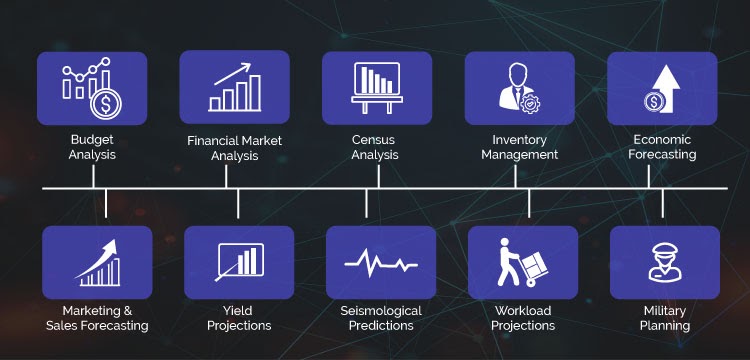 Budget
Analysis
Financial Market
Analysis
Census
Analysis
Inventory
Management
Economic
Forecasting
Marketing &
Sales Forecasting
Yield
Projections
Seismological
Predictions
Workload
Projections
Military
Planning